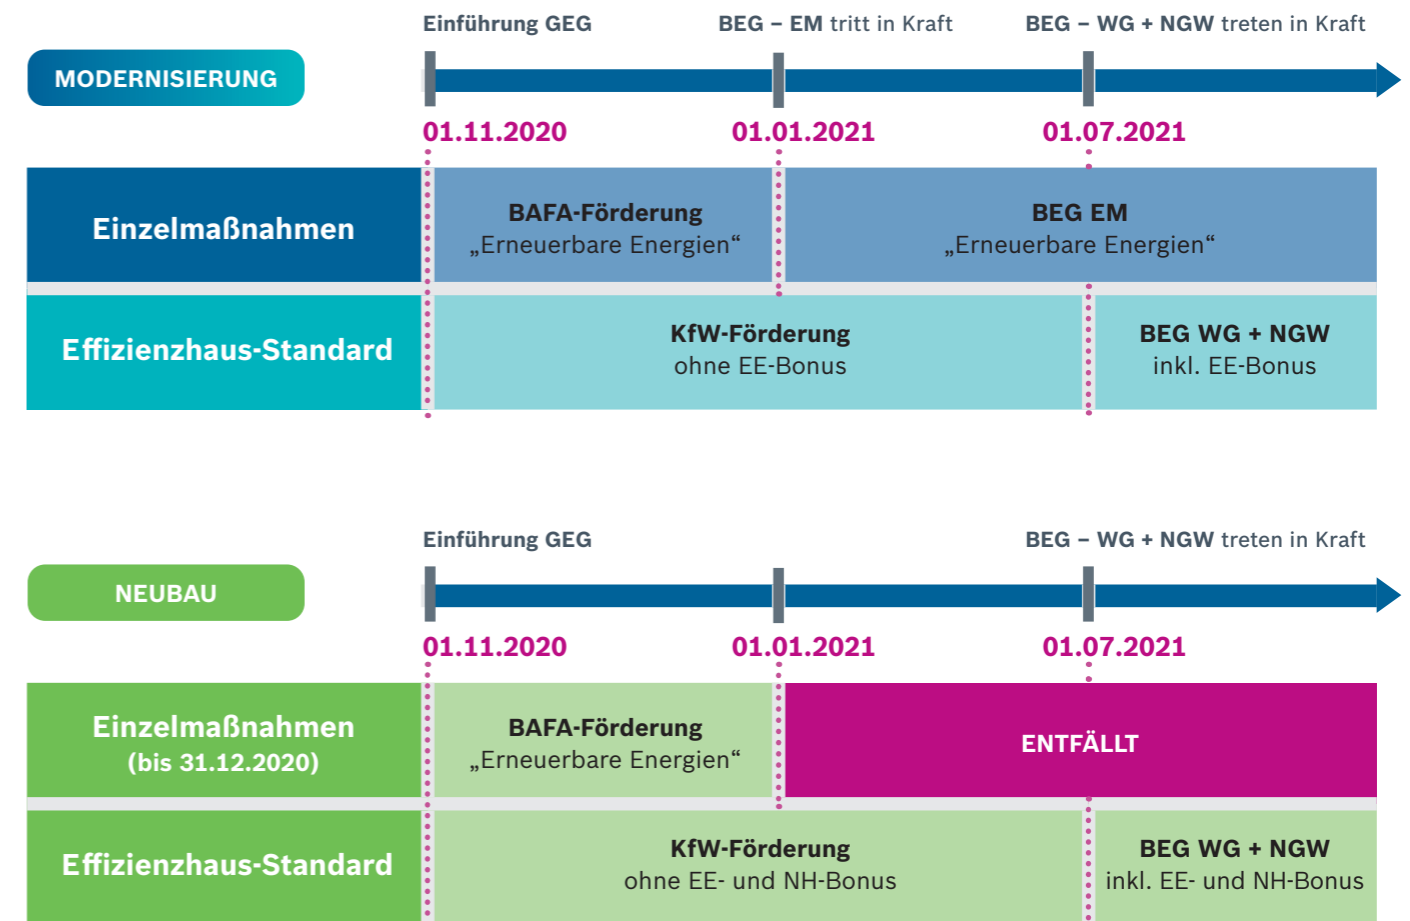 Einführung GEG
BEG – EM tritt in Kraft
BEG – WG + NGW treten in Kraft
MODERNISIERUNG
01.11.2020
01.01.2021
01.07.2021
Einzelmaßnahmen
BAFA-Förderung
„Erneuerbare Energien“
BEG EM
„Erneuerbare Energien“
Effizienzhaus-Standard
KfW-Förderung
ohne EE-Bonus
BEG WG + NGW
inkl. EE-Bonus
Einführung GEG
BEG – WG + NGW treten in Kraft
NEUBAU
01.11.2020
01.01.2021
01.07.2021
Einzelmaßnahmen
(bis 31.12.2020)
BAFA-Förderung
„Erneuerbare Energien“
ENTFÄLLT
Effizienzhaus-Standard
KfW-Förderung
ohne EE- und NH-Bonus
BEG WG + NGW
inkl. EE- und NH-Bonus